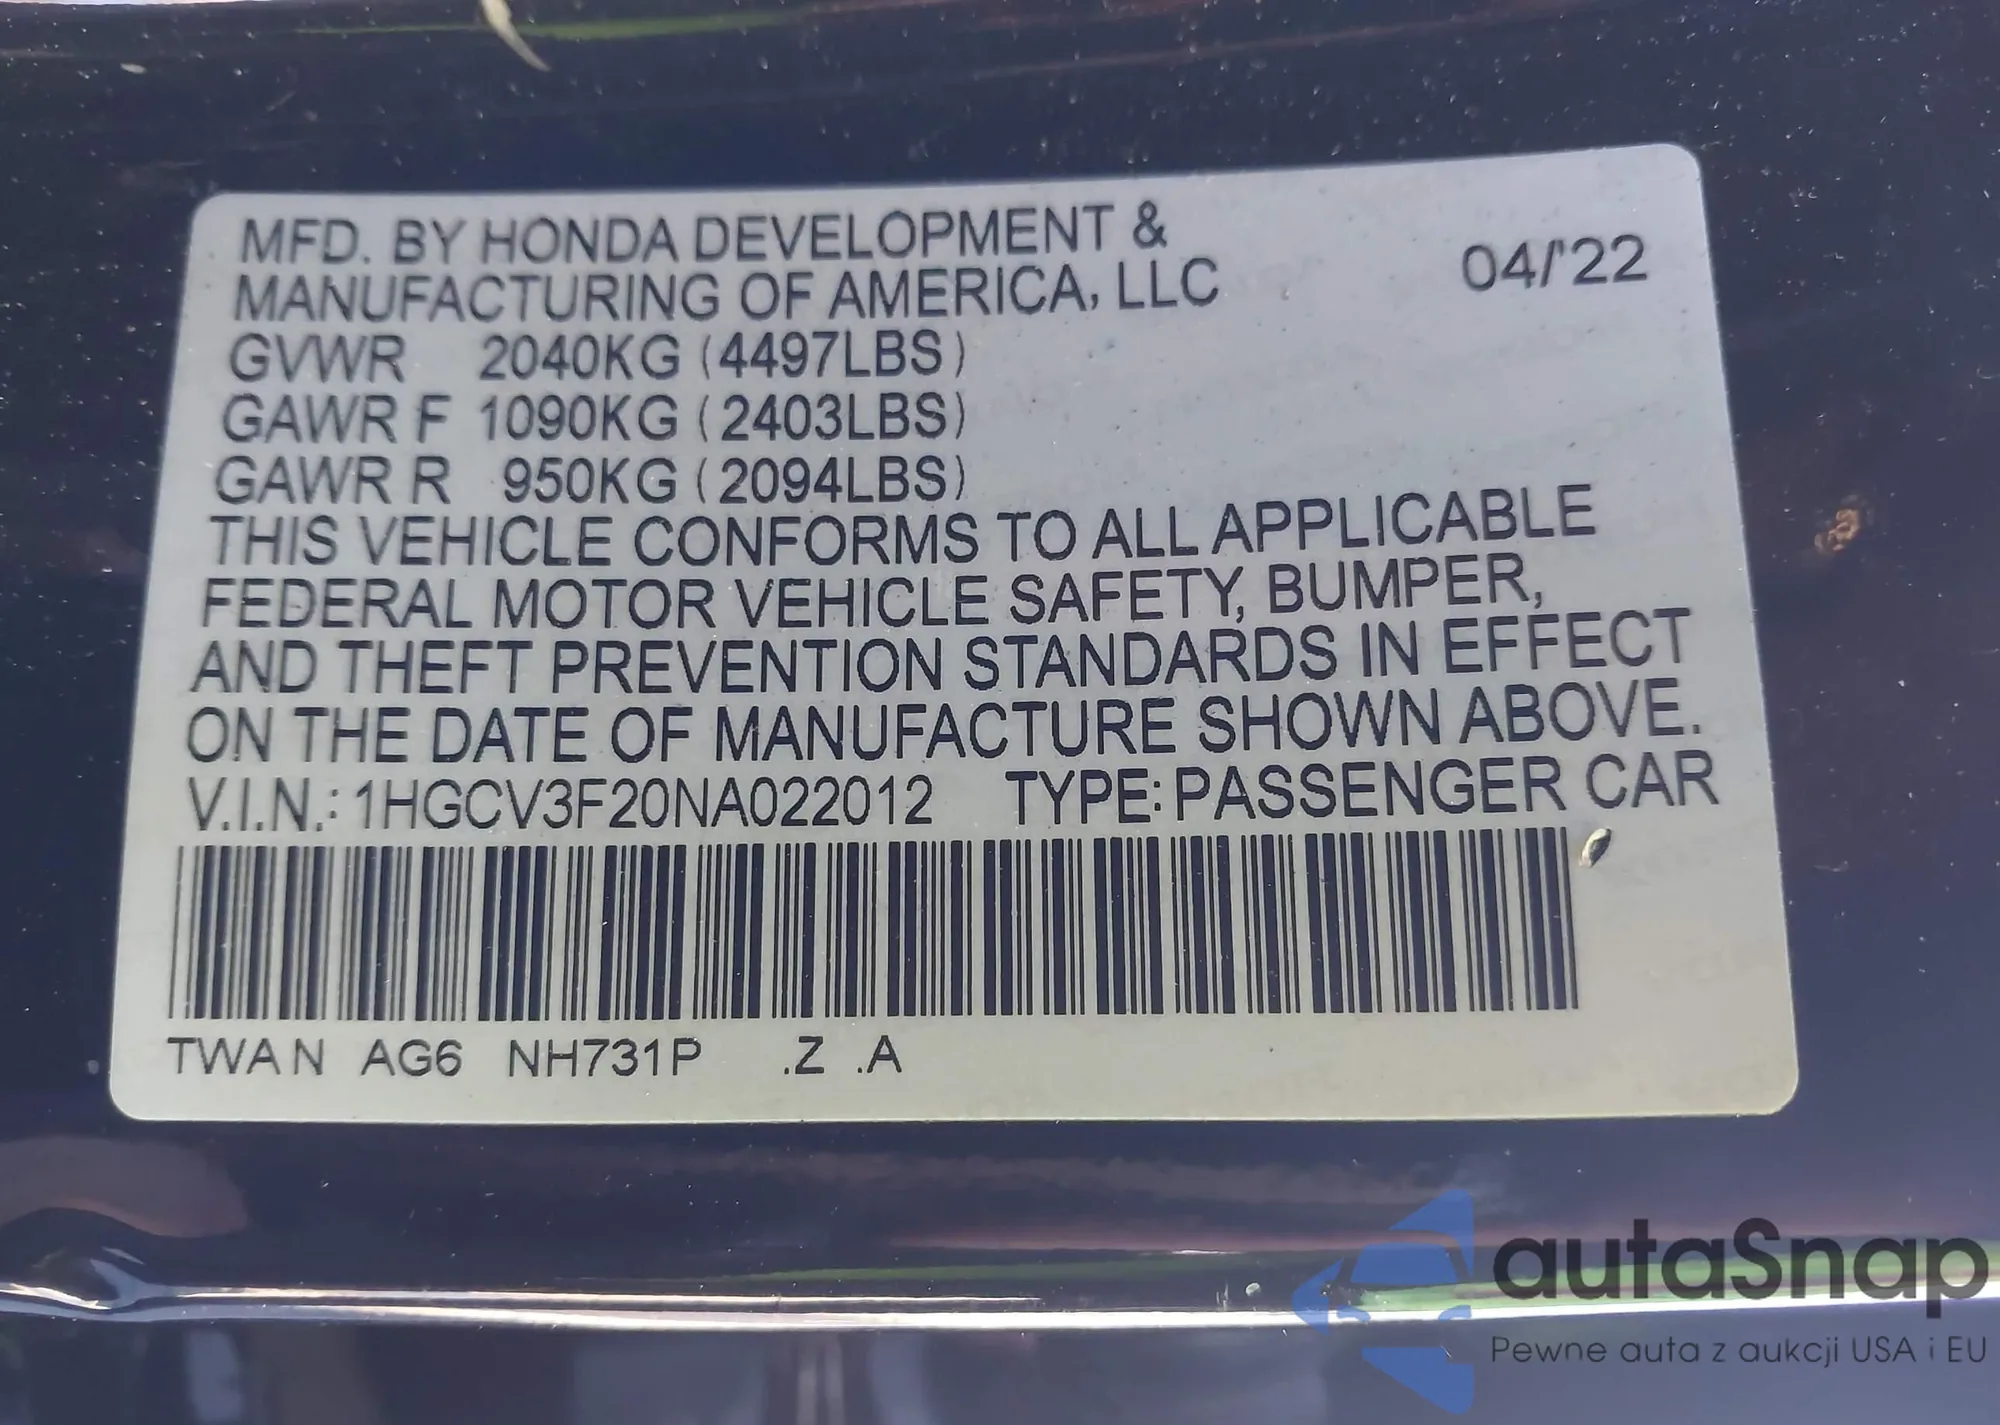 MFD. BY HONDA DEVELOPMENT &
MANUFACTURING OF AMERICA, LLC 04/'22
GVWR 2040KG (4497LBS)
GAWR F 1090KG (2403LBS)
GAWR R 950KG (2094LBS)
THIS VEHICLE CONFORMS TO ALL APPLICABLE
FEDERAL MOTOR VEHICLE SAFETY, BUMPER,
AND THEFT PREVENTION STANDARDS IN EFFECT
ON THE DATE OF MANUFACTURE SHOWN ABOVE.
V.I.N.: 1HGCV3F20NA022012 TYPE: PASSENGER CAR
TWAN AG6 NH731P .Z .A
autaSnap
Pewne auta z aukcji USA i EU